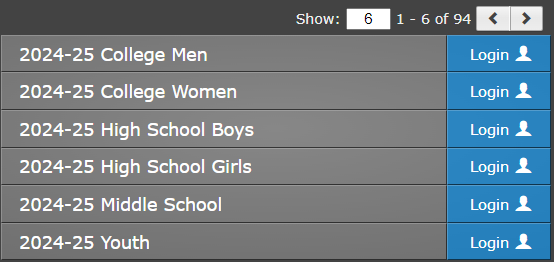 Show: 6 1 - 6 of 94
2024-25 College Men Login
2024-25 College Women Login
2024-25 High School Boys Login
2024-25 High School Girls Login
2024-25 Middle School Login
2024-25 Youth Login